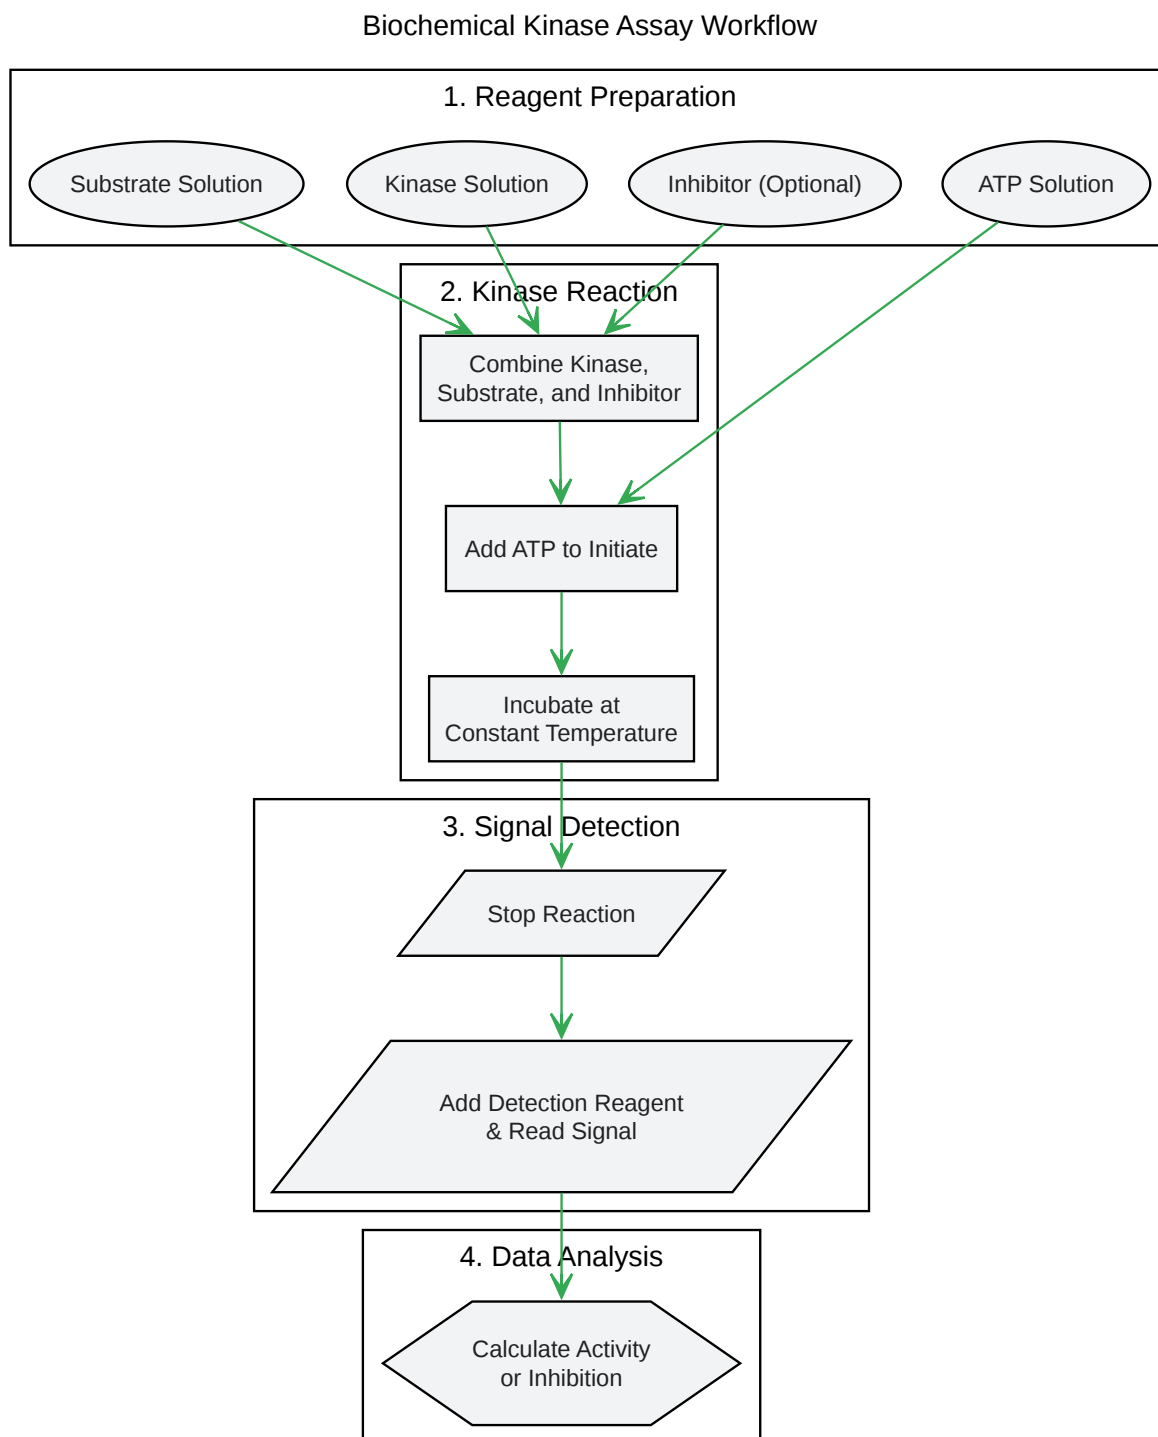 Biochemical Kinase Assay Workflow
1. Reagent Preparation
Substrate Solution
Kinase Solution
Inhibitor (Optional)
ATP Solution
2. Kinase Reaction
Combine Kinase,
Substrate, and Inhibitor
Add ATP to Initiate
Incubate at
Constant Temperature
3. Signal Detection
Stop Reaction
Add Detection Reagent
& Read Signal
4. Data Analysis
Calculate Activity
or Inhibition